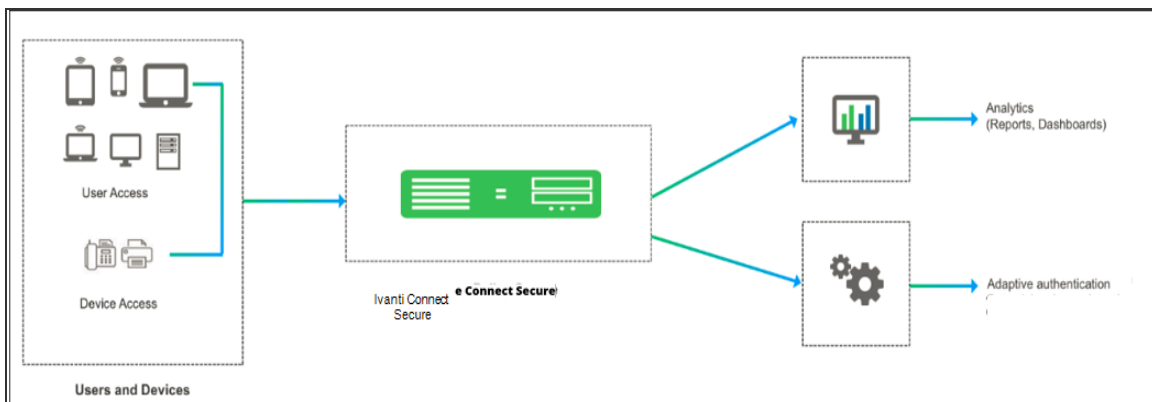 User Access
Device Access
Users and Devices
e Connect Secure)
Ivanti Connect
Secure
Analytics
(Reports, Dashboards)
Adaptive authentication
(